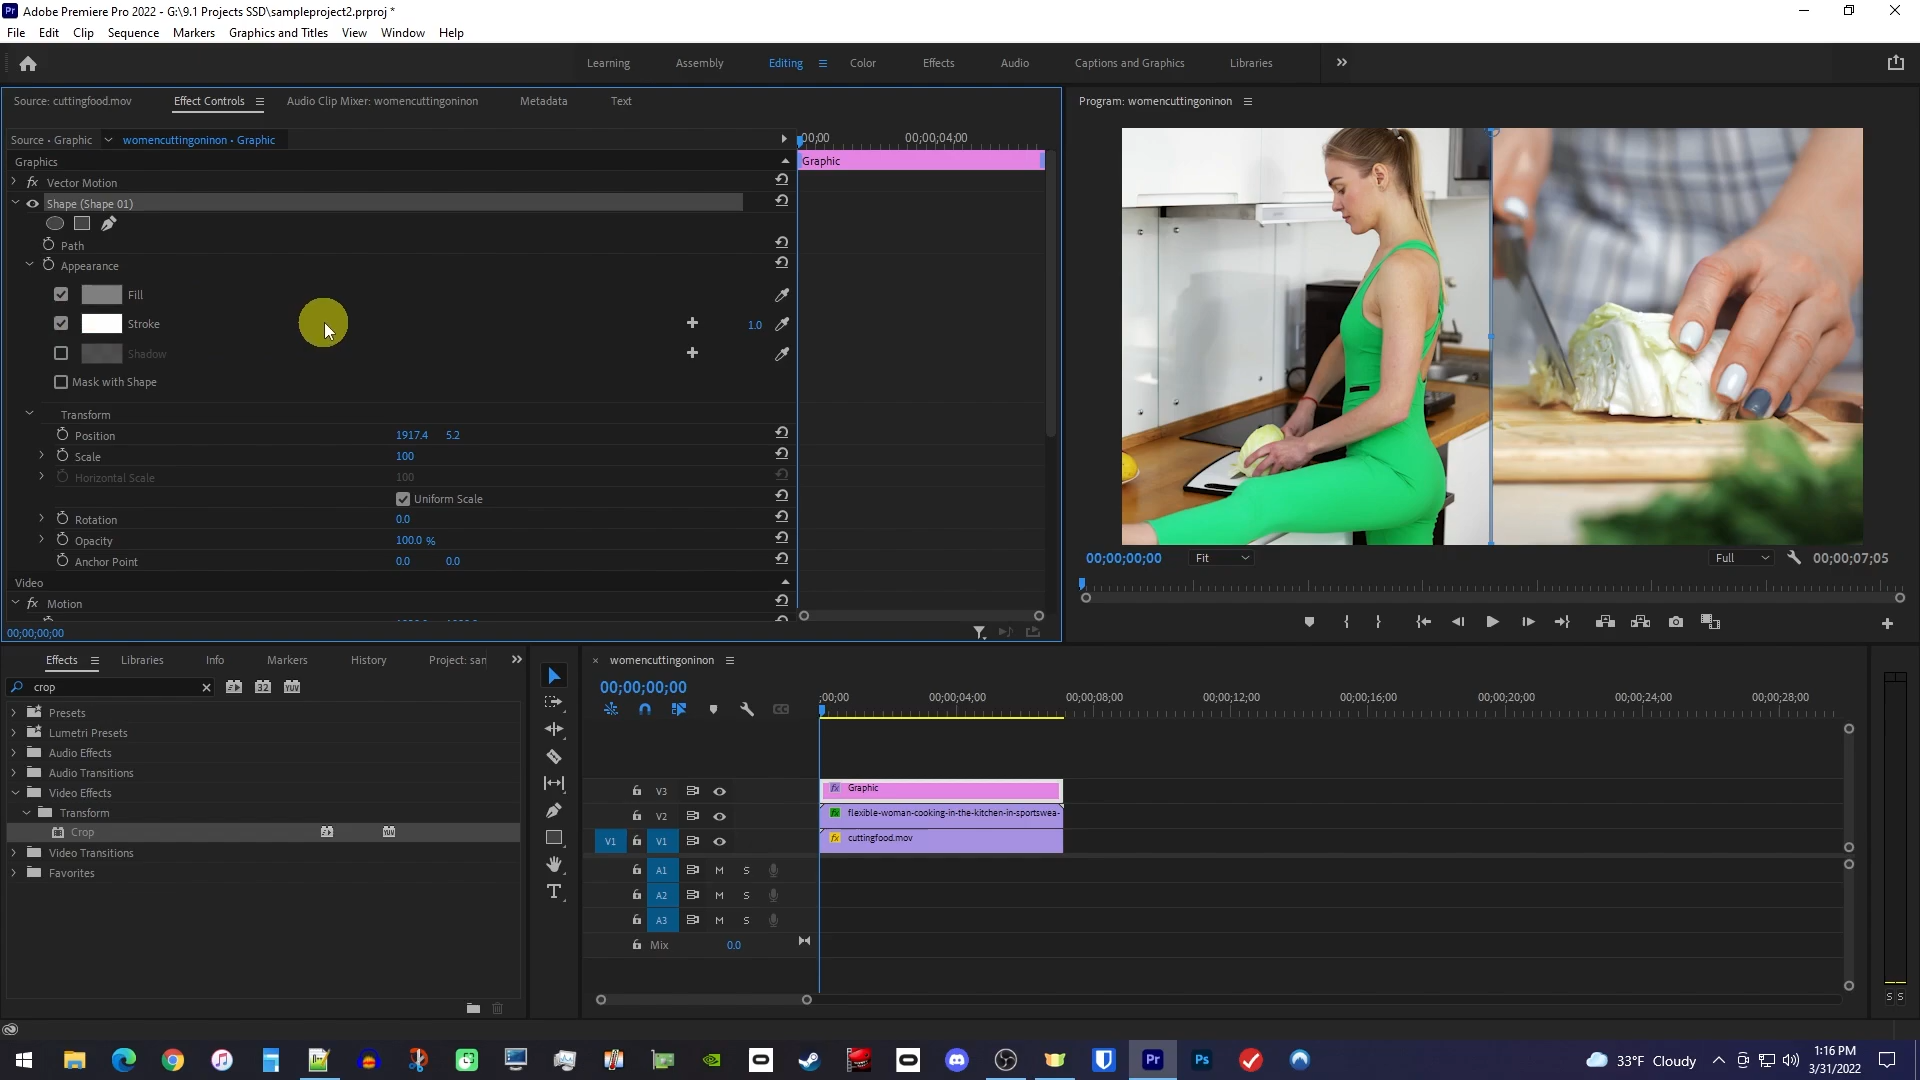 Adobe Premiere Pro 2022 - G:\9.1 Projects SSD\sampleproject2.prproj *
File Edit Clip Sequence Markers Graphics and Titles View Window Help
Learning Assembly Editing Color Effects Audio Captions and Graphics Libraries
Source: cuttingfood.mov Effect Controls Audio Clip Mixer: womencuttingoninon Metadata Text
Program: womencuttingoninon
Source • Graphic womencuttingoninon • Graphic
:00;00 00;00;04;00
Graphics
Graphic
fx Vector Motion
Shape (Shape 01)
Path
Appearance
Fill
Stroke 1.0
Shadow
Mask with Shape
Transform
Position 1917.4 5.2
Scale 100
Horizontal Scale 100
Uniform Scale
Rotation 0.0
Opacity 100.0 %
Anchor Point 0.0 0.0
Video
fx Motion
00;00;00;00
00;00;00;00 Fit Full 00;00;07;05
Effects Libraries Info Markers History Project: san
crop
32 YUV
Presets
Lumetri Presets
Audio Effects
Audio Transitions
Video Effects
Transform
Crop
Video Transitions
Favorites
womencuttingoninon
00;00;00;00
:00;00 00;00;04;00 00;00;08;00 00;00;12;00 00;00;16;00 00;00;20;00 00;00;24;00 00;00;28;00
V3 fx Graphic
V2 fx flexible-woman-cooking-in-the-kitchen-in-sportswea-
V1 V1 fx cuttingfood.mov
A1 M S
A2 M S
A3 M S
Mix 0.0
S S
T
Pr Ps
33°F Cloudy
1:16 PM
3/31/2022